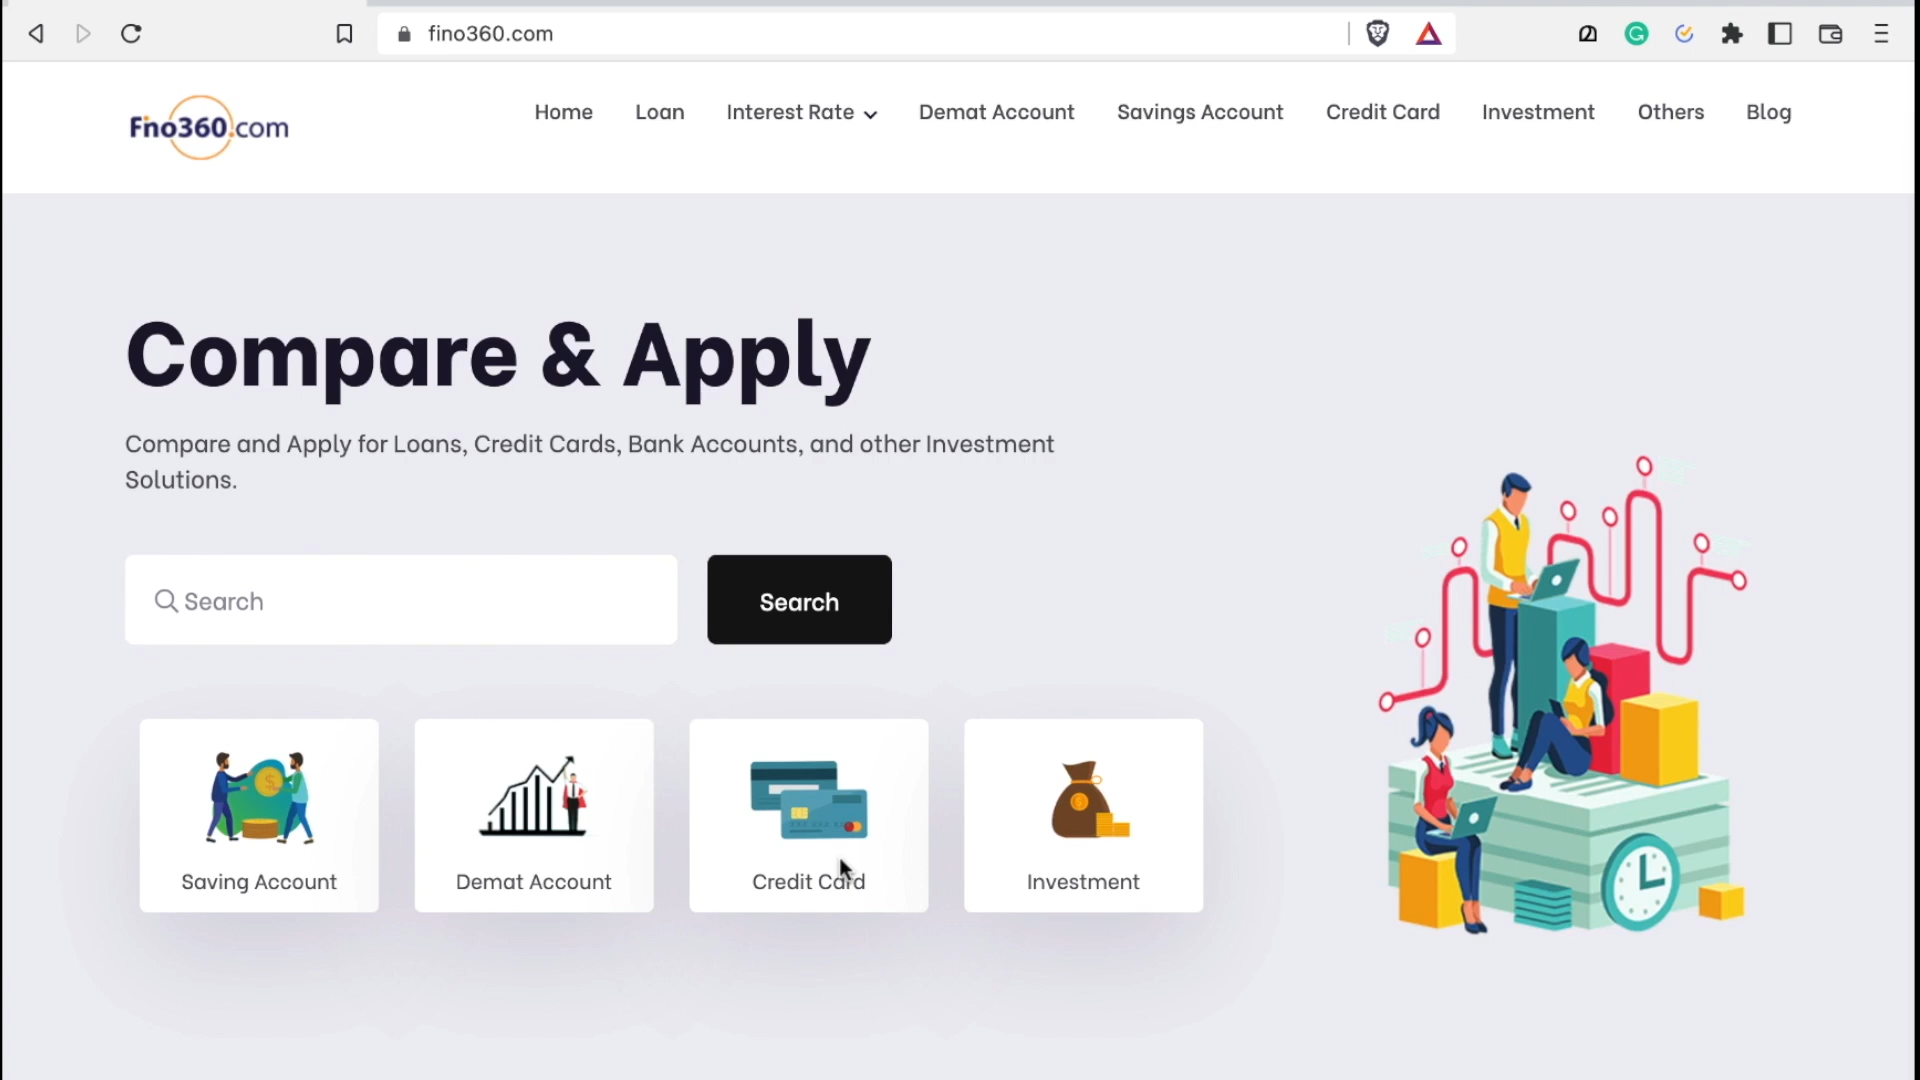 fino360.com
Fino360.com
Home Loan Interest Rate Demat Account Savings Account Credit Card Investment Others Blog
Compare & Apply
Compare and Apply for Loans, Credit Cards, Bank Accounts, and other Investment
Solutions.
Search Search
Saving Account Demat Account Credit Card Investment